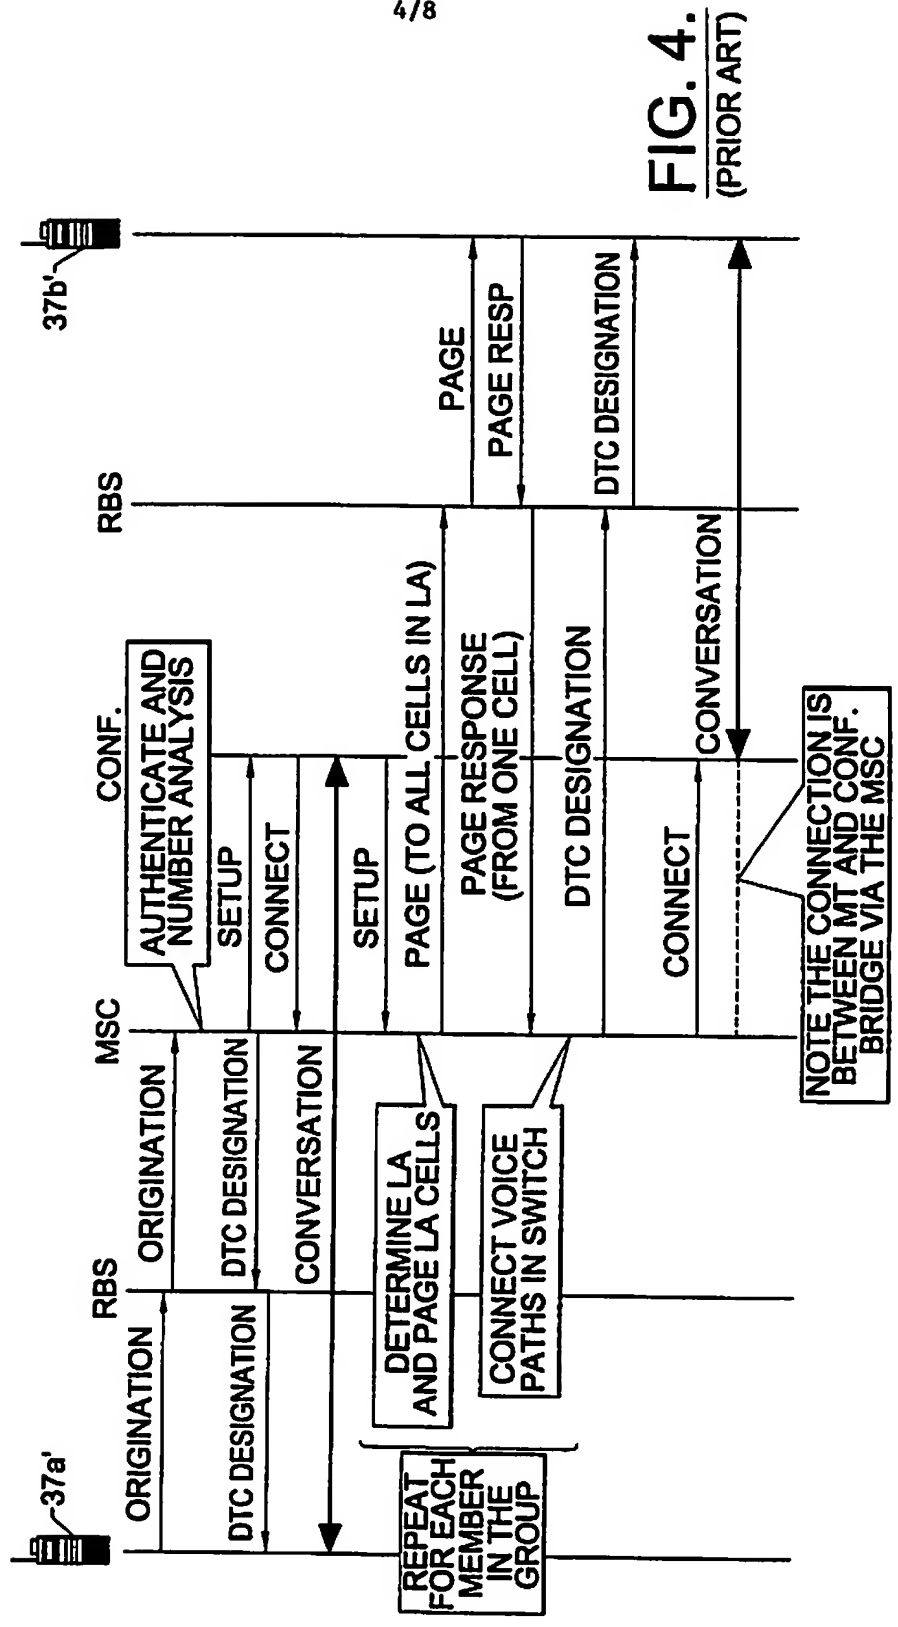 4/8
37a'
RBS
MSC
CONF.
RBS
37b'
ORIGINATION
ORIGINATION
AUTHENTICATE AND
NUMBER ANALYSIS
SETUP
DTC DESIGNATION
DTC DESIGNATION
CONNECT
CONVERSATION
SETUP
DETERMINE LA
AND PAGE LA CELLS
PAGE (TO ALL CELLS IN LA)
PAGE
PAGE RESP
PAGE RESPONSE
(FROM ONE CELL)
REPEAT
FOR EACH
MEMBER
IN THE
GROUP
CONNECT VOICE
PATHS IN SWITCH
DTC DESIGNATION
DTC DESIGNATION
CONNECT
CONVERSATION
NOTE THE CONNECTION IS
BETWEEN MT AND CONF.
BRIDGE VIA THE MSC
FIG. 4.
(PRIOR ART)